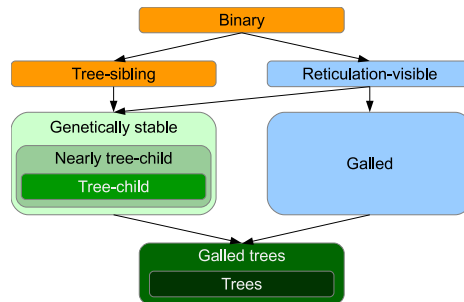 Binary
Tree-sibling
Reticulation-visible
Genetically stable
Nearly tree-child
Tree-child
Galled
Galled trees
Trees